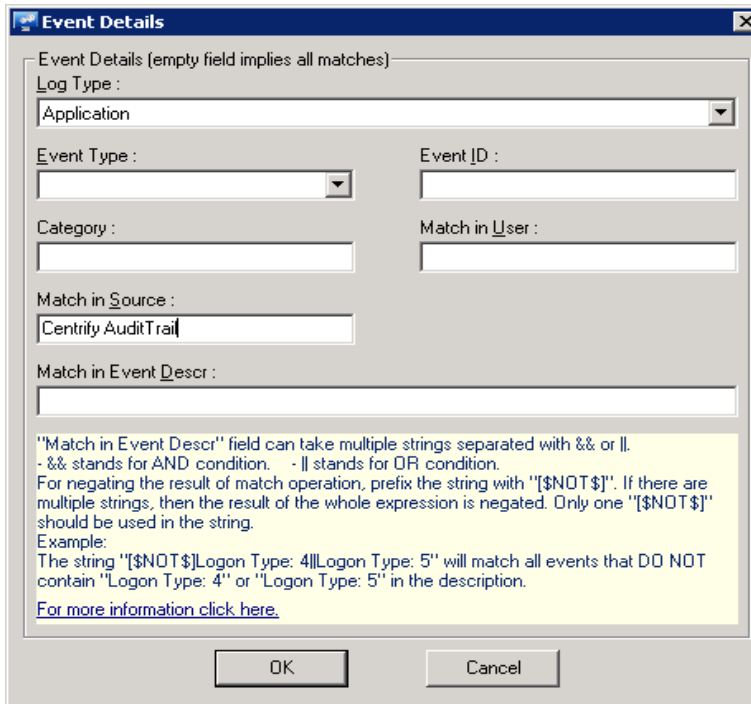 Event Details
Event Details (empty field implies all matches)
Log Type :
Application
Event Type :
Event ID :
Category :
Match in User :
Match in Source :
Centrify AuditTrail
Match in Event Descr :
"Match in Event Descr" field can take multiple strings separated with && or ||.
- && stands for AND condition. - || stands for OR condition.
For negating the result of match operation, prefix the string with "[$NOT$]". If there are
multiple strings, then the result of the whole expression is negated. Only one "[$NOT$]"
should be used in the string.
Example:
The string "[$NOT$]Logon Type: 4||Logon Type: 5" will match all events that DO NOT
contain "Logon Type: 4" or "Logon Type: 5" in the description.
For more information click here.
OK
Cancel